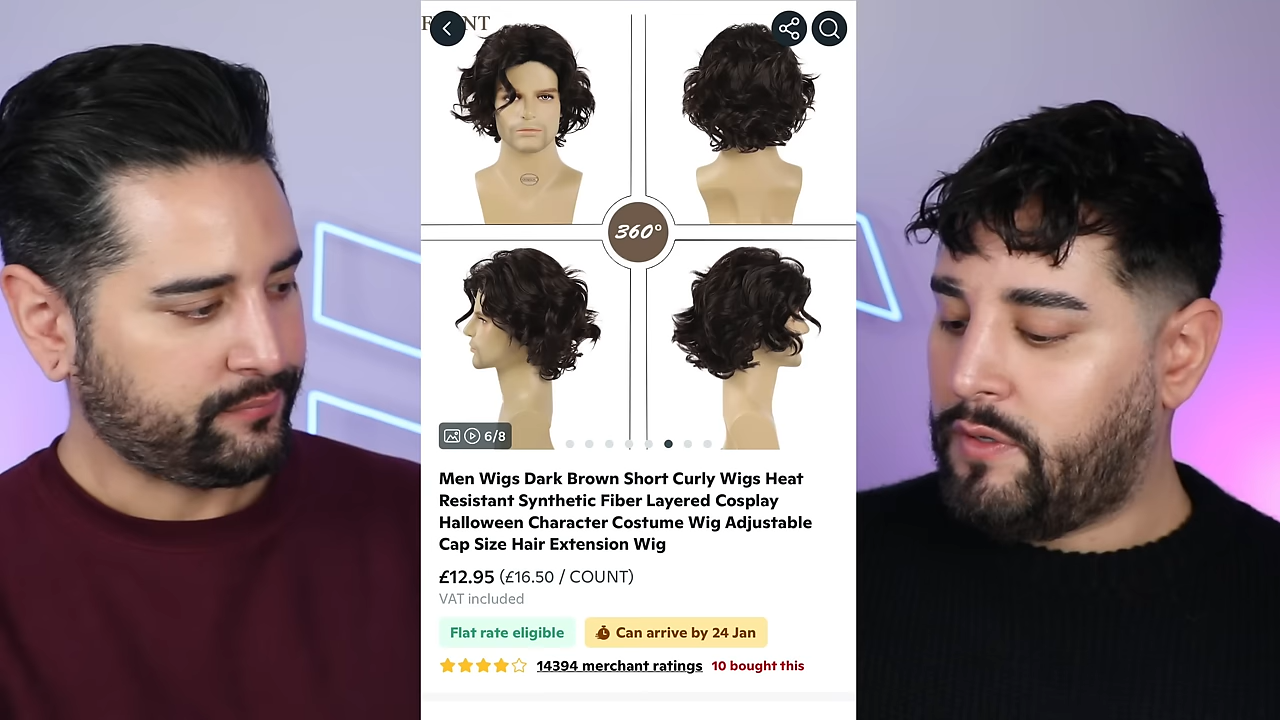 360°
6/8
Men Wigs Dark Brown Short Curly Wigs Heat
Resistant Synthetic Fiber Layered Cosplay
Halloween Character Costume Wig Adjustable
Cap Size Hair Extension Wig
£12.95 (£16.50 / COUNT)
VAT included
Flat rate eligible
Can arrive by 24 Jan
14394 merchant ratings 10 bought this